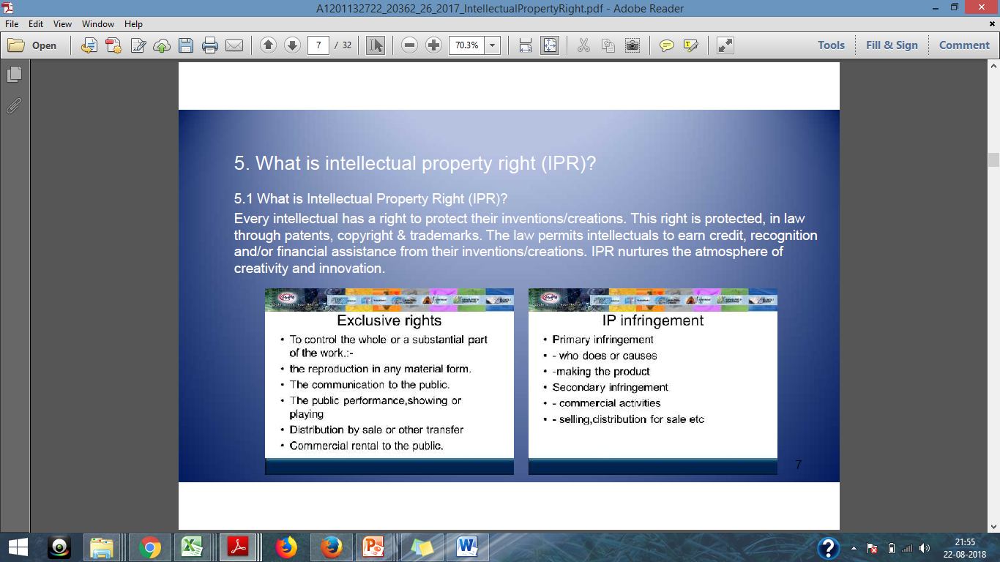 A1201132722_20362_26_2017_IntellectualPropertyRight.pdf - Adobe Reader
File Edit View Window Help
Open 7 / 32 70.3% Tools Fill & Sign Comment
5. What is intellectual property right (IPR)?
5.1 What is Intellectual Property Right (IPR)?
Every intellectual has a right to protect their inventions/creations. This right is protected, in law
through patents, copyright & trademarks. The law permits intellectuals to earn credit, recognition
and/or financial assistance from their inventions/creations. IPR nurtures the atmosphere of
creativity and innovation.
Exclusive rights
• To control the whole or a substantial part
of the work.:-
• the reproduction in any material form.
• The communication to the public.
• The public performance,showing or
playing
• Distribution by sale or other transfer
• Commercial rental to the public.
IP infringement
• Primary infringement
• - who does or causes
• -making the product
• Secondary infringement
• - commercial activities
• - selling,distribution for sale etc
7
21:55
22-08-2018